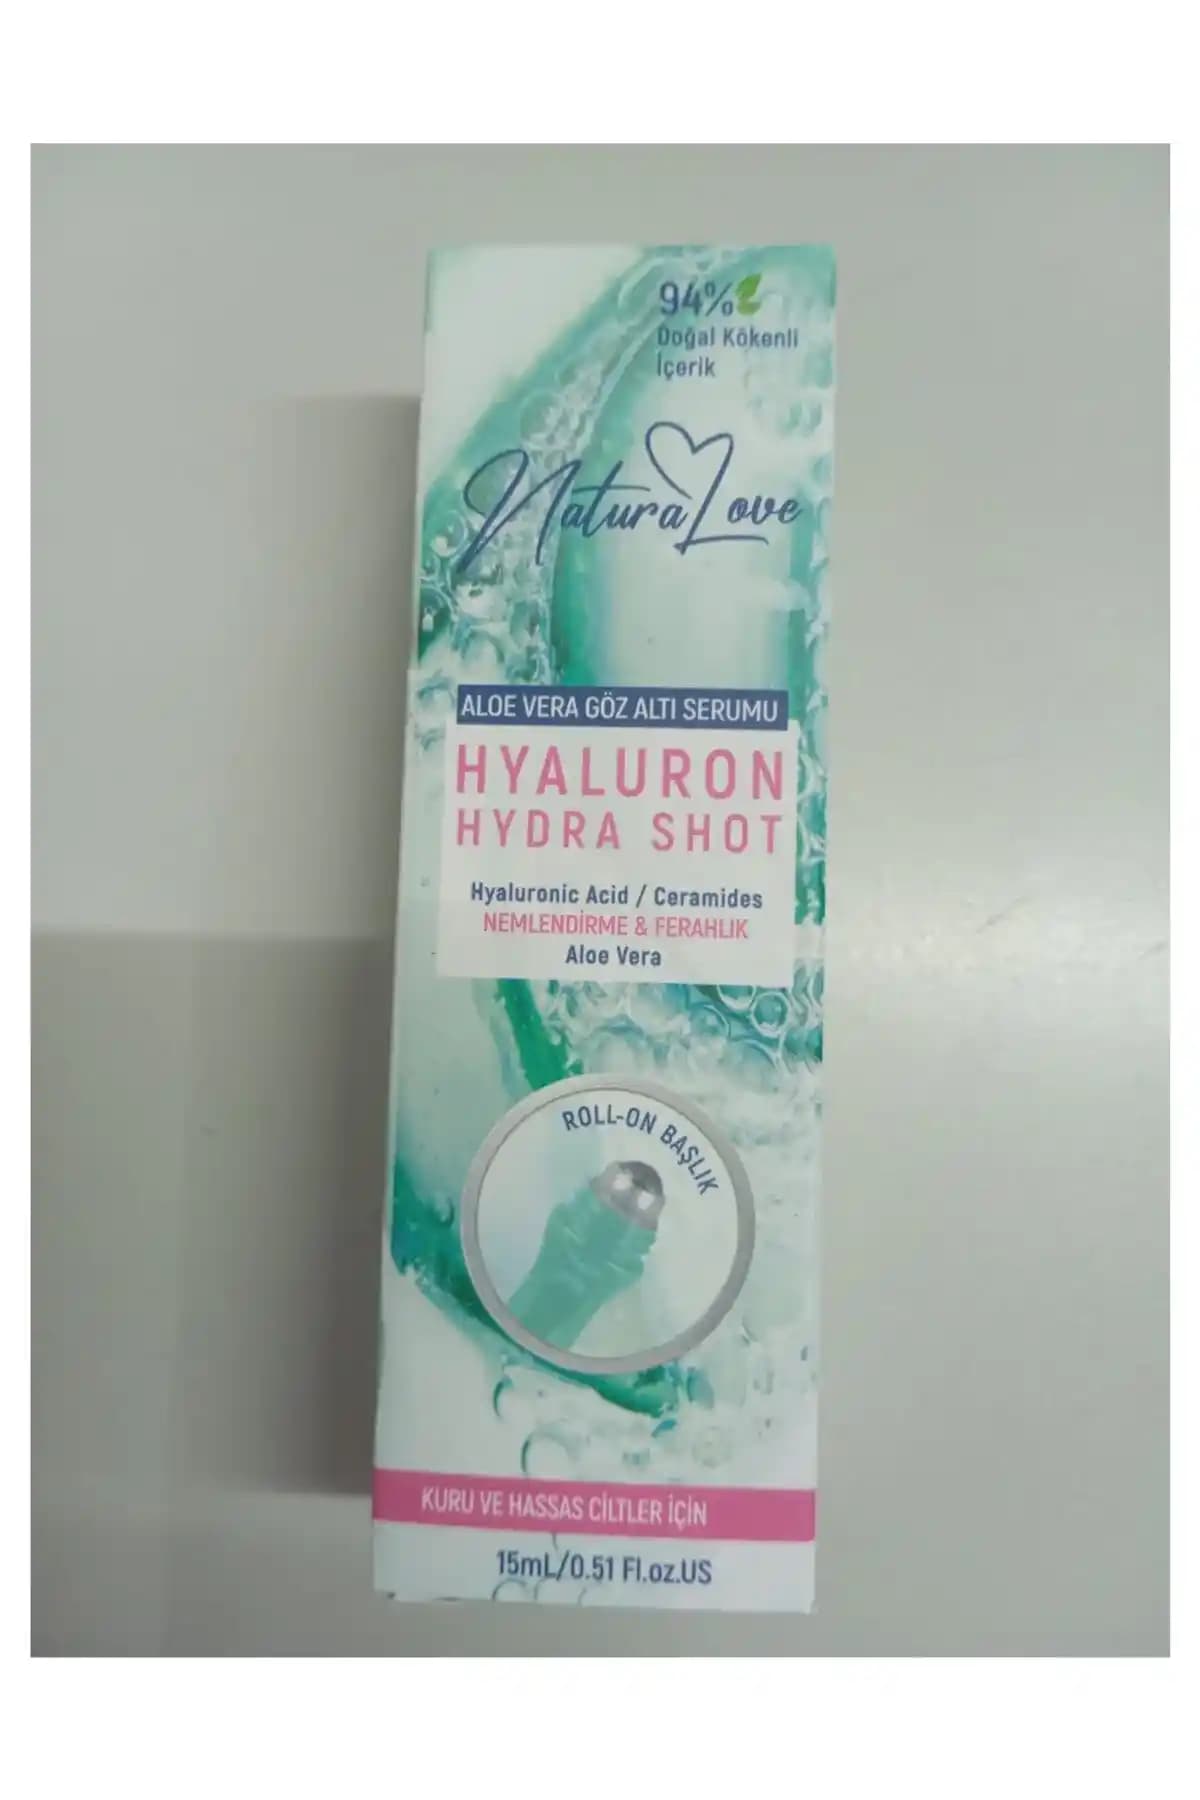 94%
Doğal Kökenli
İçerik
NaturaLove
ALOE VERA GÖZ ALTI SERUMU
HYALURON
HYDRA SHOT
Hyaluronic Acid / Ceramides
NEMLENDİRME & FERAHLIK
Aloe Vera
ROLL-ON BAŞLIK
KURU VE HASSAS CİLTLER İÇİN
15mL/0.51 Fl.oz.US